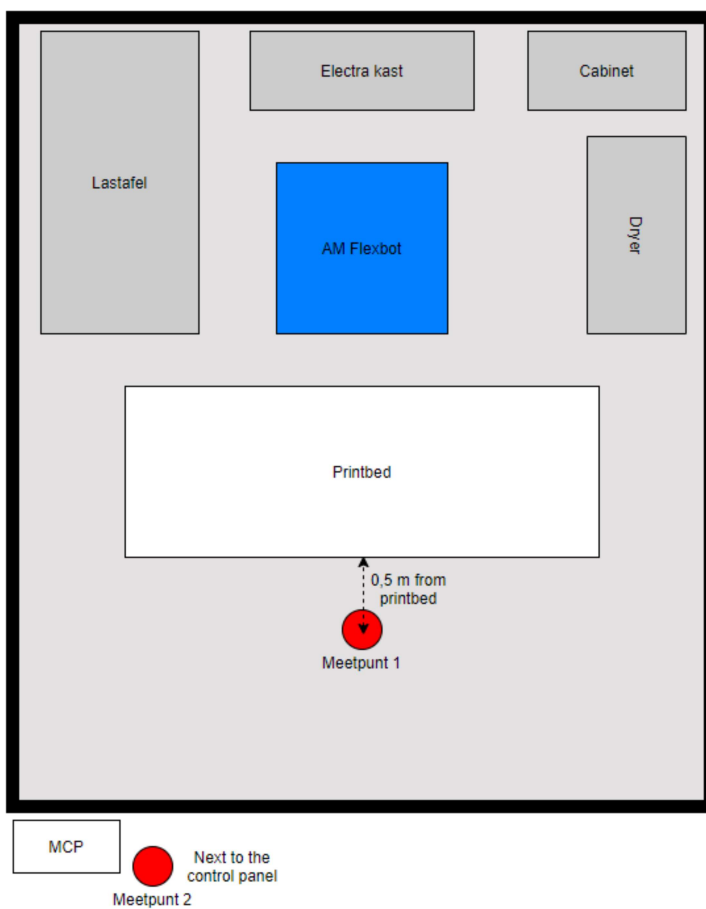 Electra kast
Cabinet
Lastafel
AM Flexbot
Dryer
Printbed
0,5 m from
printbed
Meetpunt 1
MCP
Next to the
control panel
Meetpunt 2